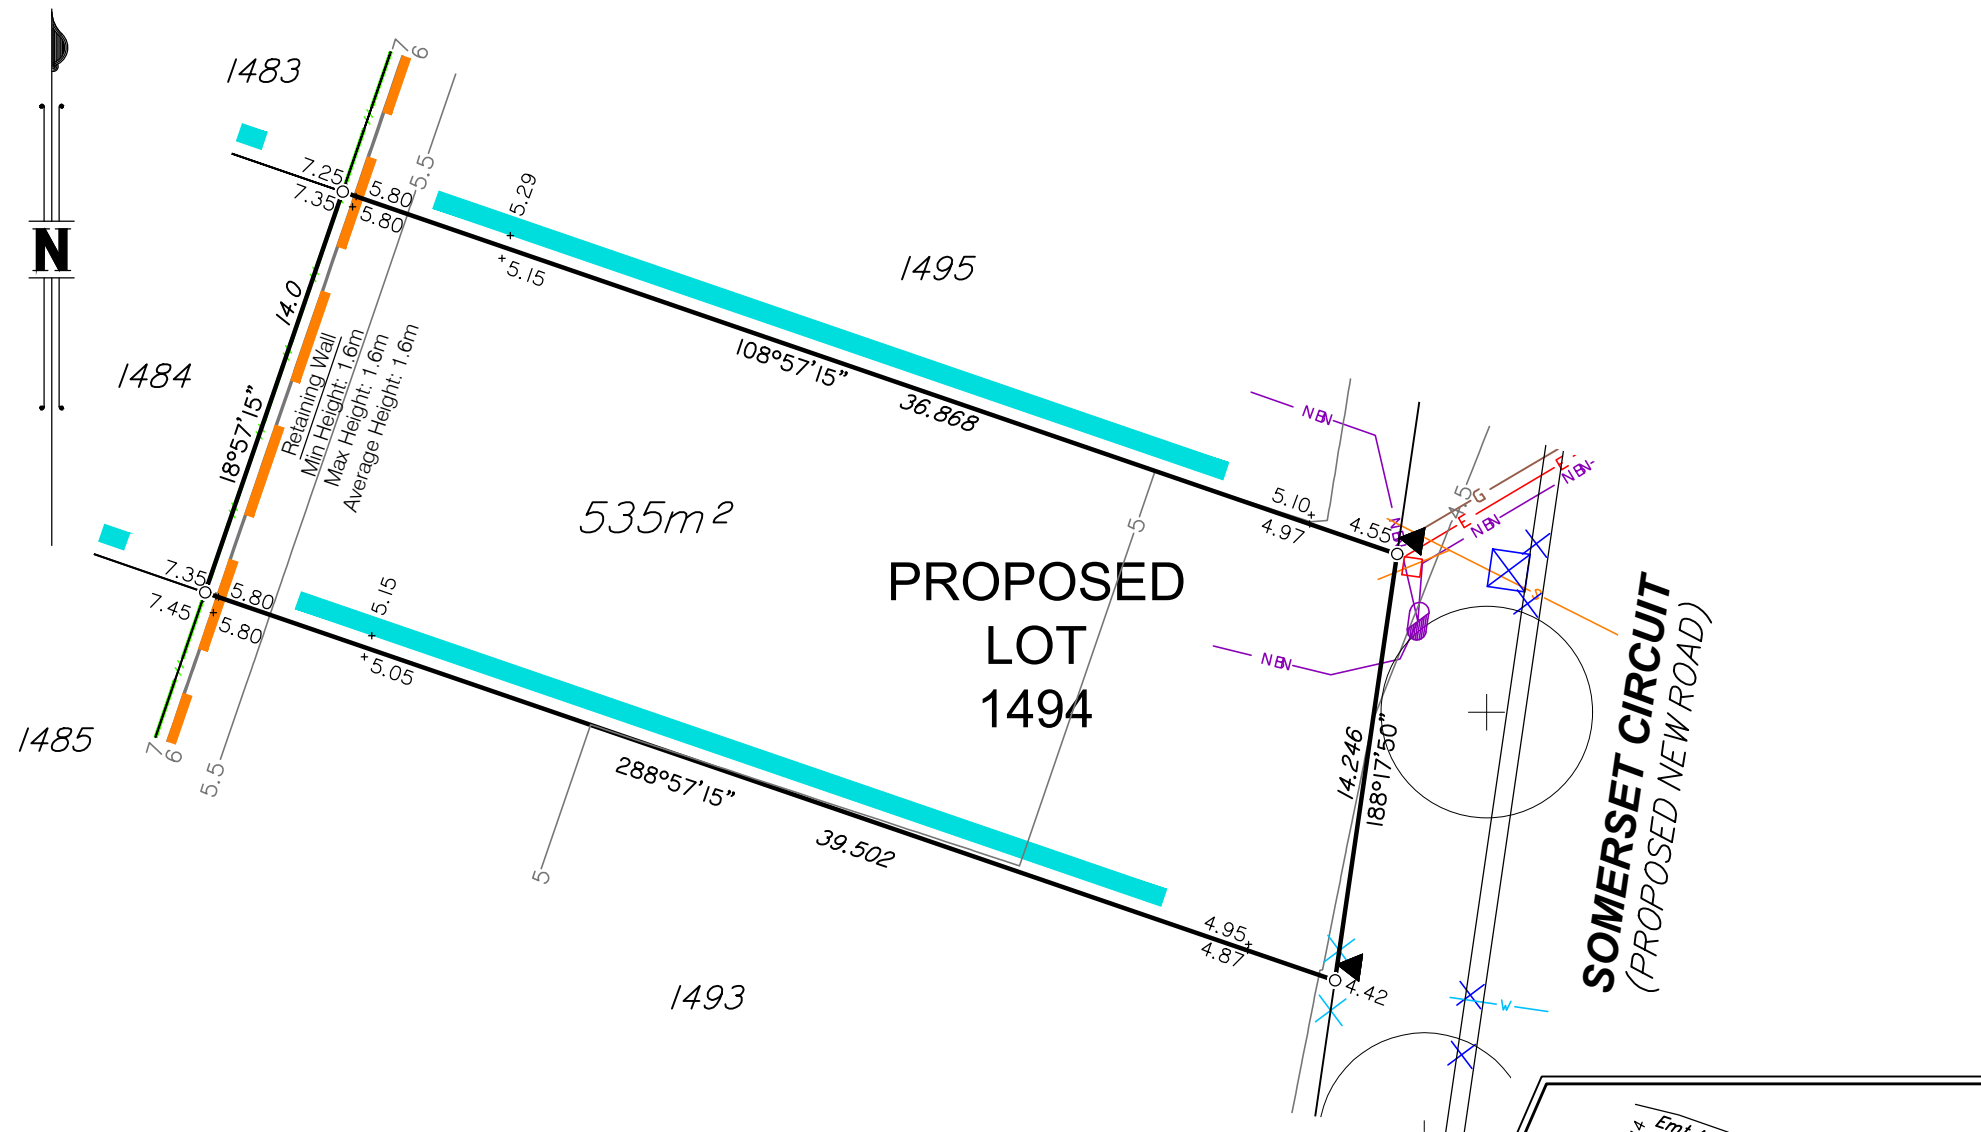 1483
7
6
N
7.25
7.35
5.80
5.80
5.5
5.29
5.15
1495
14.0
18°57'15"
Retaining Wall
Min Height: 1.6m
Max Height: 1.6m
Average Height: 1.6m
1484
108°57'15"
36.868
535m²
PROPOSED
LOT
1494
5
5.10
4.97
4.55
NBN
NBN
4.5
G
E
E
NBN
NBN
S
NBN
7.35
7.45
5.80
5.80
5.15
5.05
1485
7
6
5.5
288°57'15"
39.502
5
14.246
188°17'50"
SOMERSET CIRCUIT
(PROPOSED NEW ROAD)
4.95
4.87
4.42
W
1493
Emt